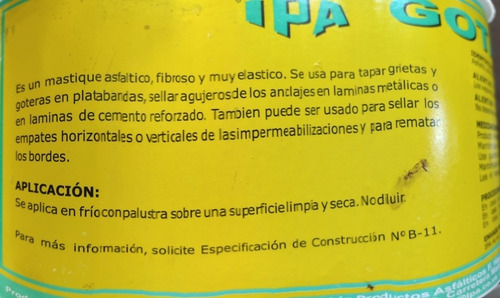 IPA GOT
Es un mastique asfaltico, fibroso y muy elastico. Se usa para tapar grietas y
goteras en platabandas, sellar agujeros de los anclajes en laminas metálicas o
en laminas de cemento reforzado. Tambien puede ser usado para sellar los
empates horizontales o verticales de las impermeabilizaciones y para rematar
los bordes.
APLICACIÓN:
Se aplica en frío con palustra sobre una superficie limpia y seca. No diluir.
Para más información, solicite Especificación de Construcción Nº B-11.
Productos Asfálticos
Carretera